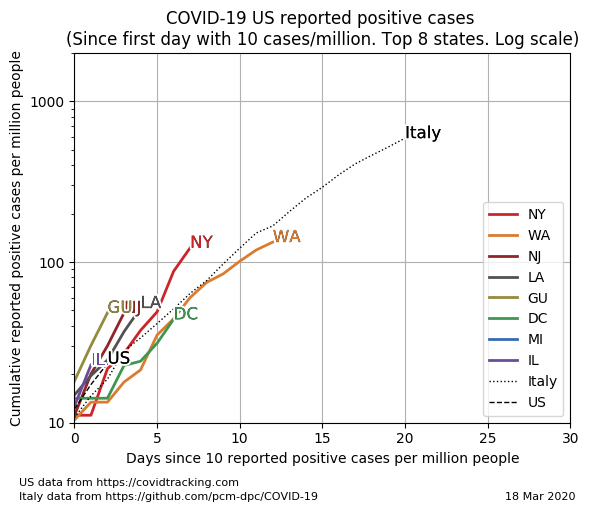 COVID-19 US reported positive cases
(Since first day with 10 cases/million. Top 8 states. Log scale)
Cumulative reported positive cases per million people
1000
100
10
Italy
NY
WA
GU
NJ
LA
DC
IL
US
NY
WA
NJ
LA
GU
DC
MI
IL
Italy
US
0 5 10 15 20 25 30
Days since 10 reported positive cases per million people
US data from https://covidtracking.com
Italy data from https://github.com/pcm-dpc/COVID-19
18 Mar 2020